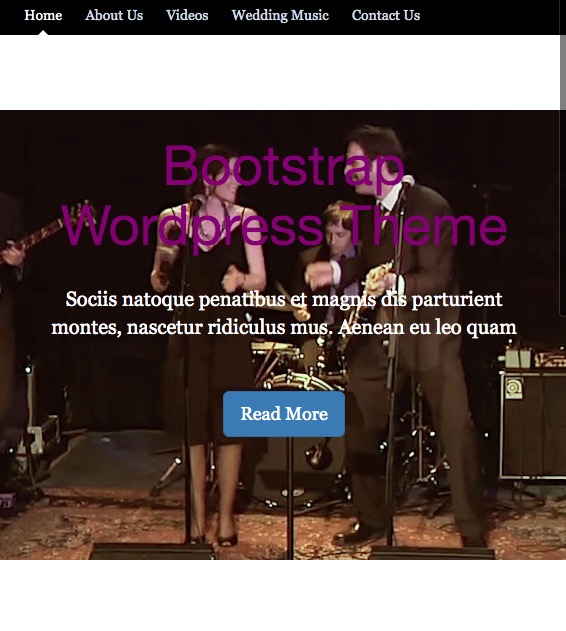 Home About Us Videos Wedding Music Contact Us
Bootstrap
Wordpress Theme
Sociis natoque penatibus et magnis dis parturient
montes, nascetur ridiculus mus. Aenean eu leo quam
Read More